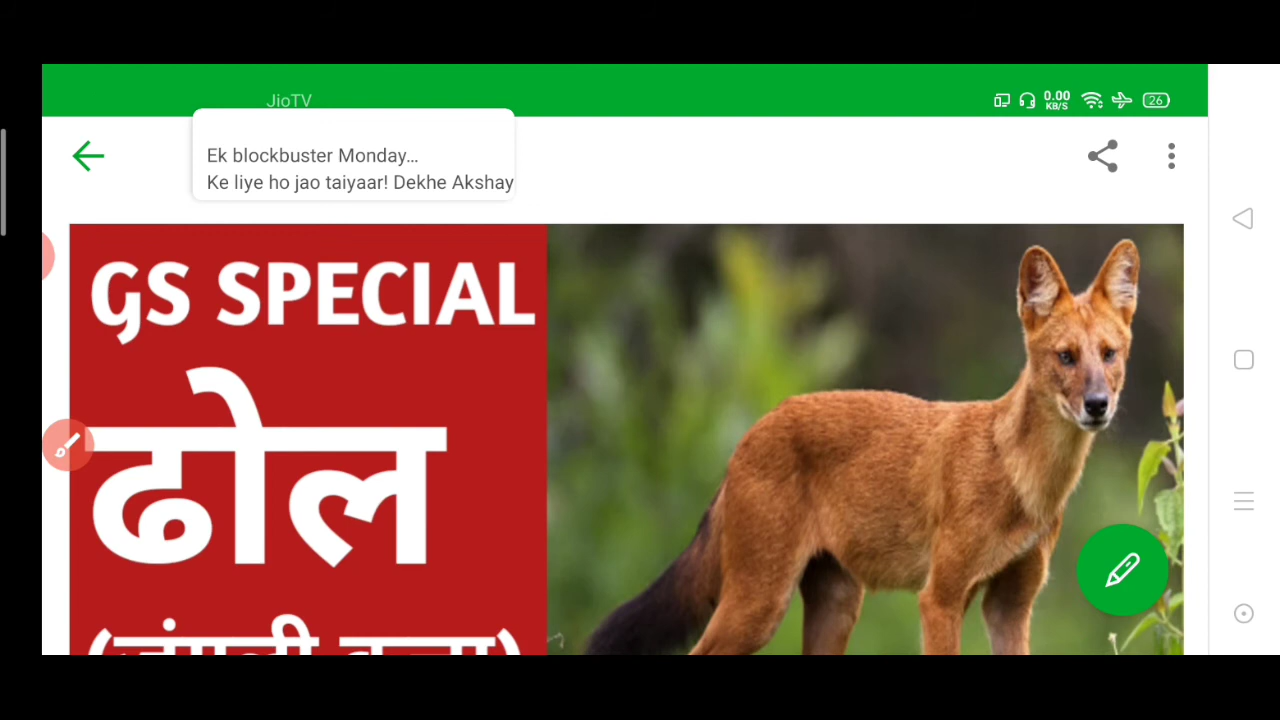 JioTV
0.00
KB/S
26
Ek blockbuster Monday...
Ke liye ho jao taiyaar! Dekhe Akshay
GS SPECIAL
ढोल